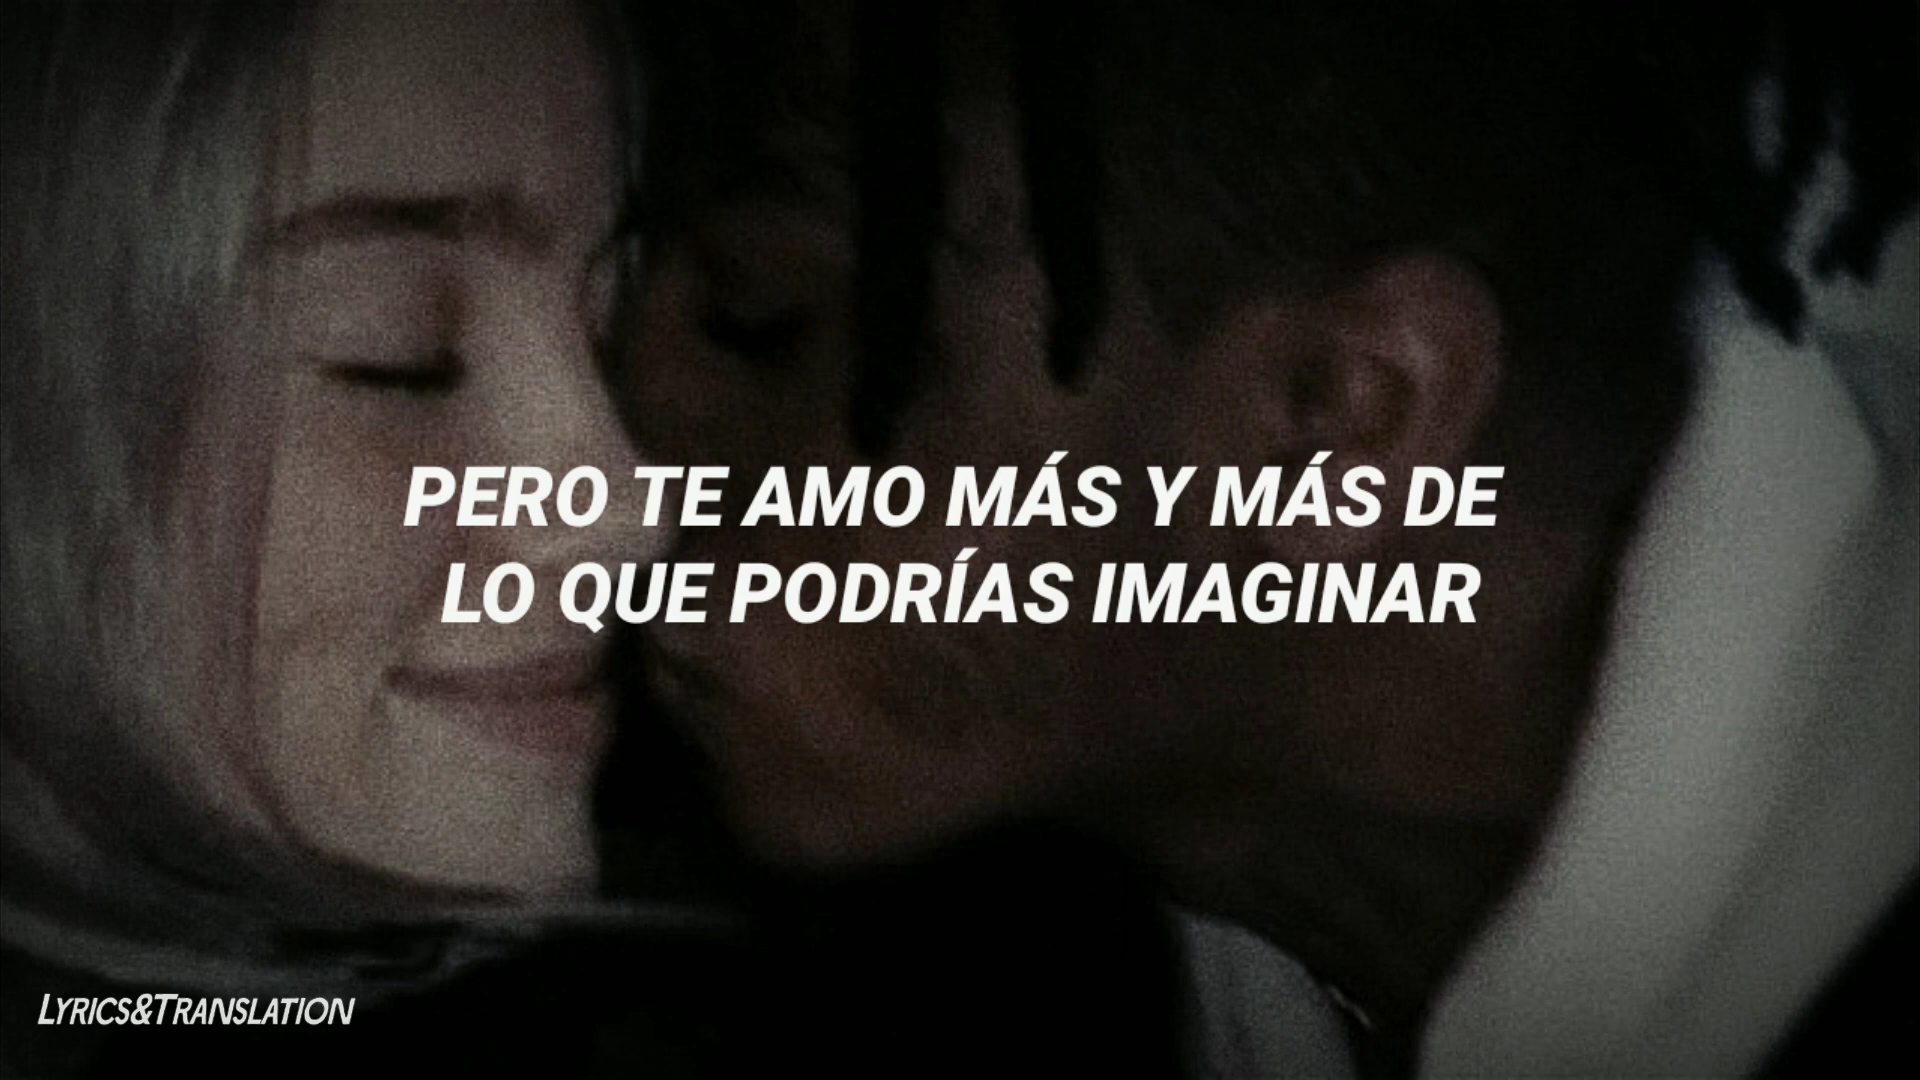 PERO TE AMO MÁS Y MÁS DE
LO QUE PODRÍAS IMAGINAR
LYRICS&TRANSLATION